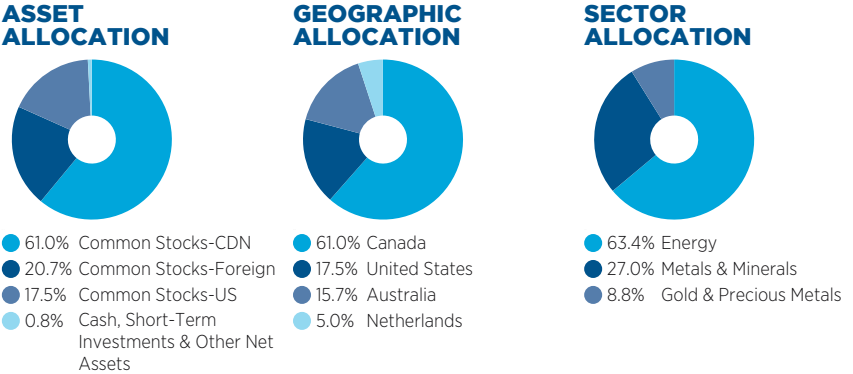 ASSET
ALLOCATION
61.0% Common Stocks-CDN
20.7% Common Stocks-Foreign
17.5% Common Stocks-US
0.8% Cash, Short-Term
Investments & Other Net
Assets
GEOGRAPHIC
ALLOCATION
61.0% Canada
17.5% United States
15.7% Australia
5.0% Netherlands
SECTOR
ALLOCATION
63.4% Energy
27.0% Metals & Minerals
8.8% Gold & Precious Metals